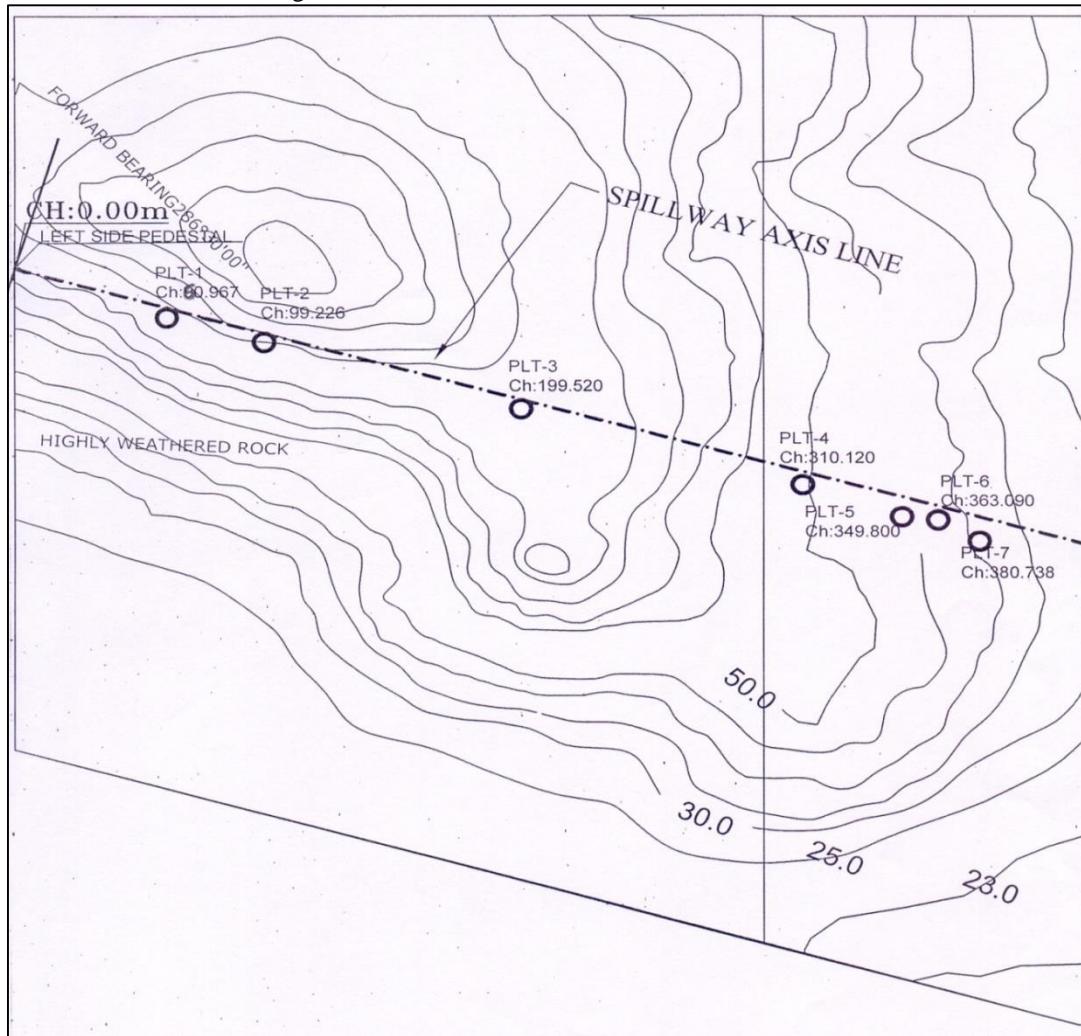 FORWARD BEARING
CH:0.00m
LEFT SIDE PEDESTAL
SPILLWAY AXIS LINE
PLT-1
PLT-2
Ch:99.226
PLT-3
Ch:199.520
HIGHLY WEATHERED ROCK
PLT-4
Ch:310.120
PLT-6
Ch:363.090
PLT-5
Ch:349.800
PLT-7
Ch:380.738
50.0
30.0
25.0
23.0